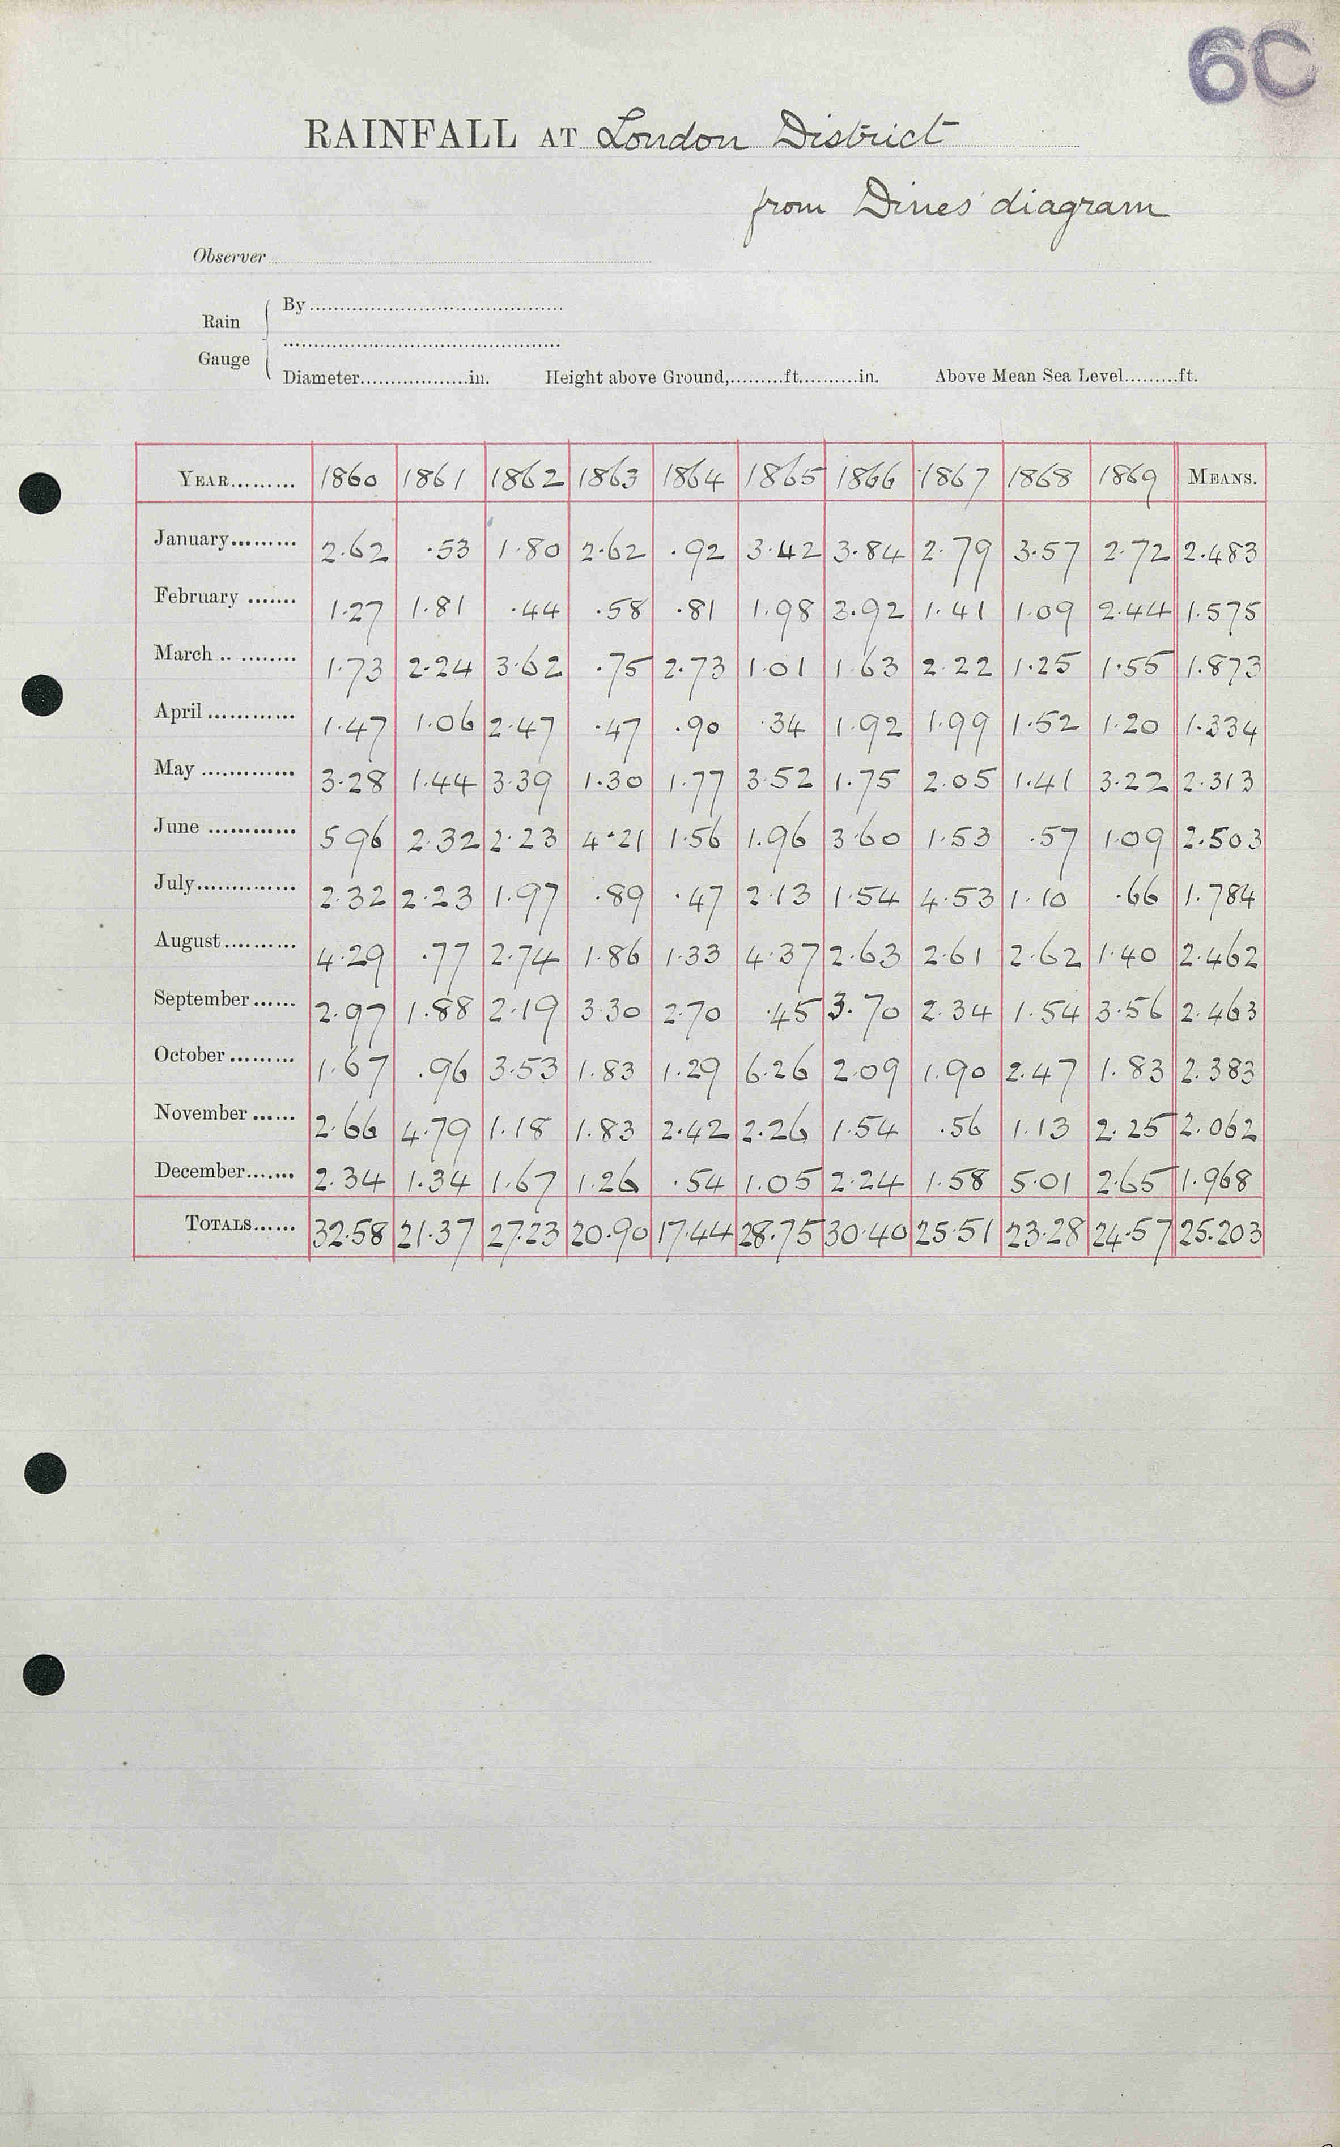 6C
RAINFALL AT London District
from Dines' diagram
Observer
Rain Gauge
By
Diameter in. Height above Ground, ft. in. Above Mean Sea Level ft.
YEAR 1860 1861 1862 1863 1864 1865 1866 1867 1868 1869 MEANS.
January 2.62 .53 1.80 2.62 .92 3.42 3.84 2.79 3.57 2.72 2.483
February 1.27 1.81 .44 .58 .81 1.98 3.92 1.41 1.09 2.44 1.575
March 1.73 2.24 3.62 .75 2.73 1.01 1.63 2.22 1.25 1.55 1.873
April 1.47 1.06 2.47 .47 .90 .34 1.92 1.99 1.52 1.20 1.334
May 3.28 1.44 3.39 1.30 1.77 3.52 1.75 2.05 1.41 3.22 2.313
June 5.96 2.32 2.23 4.21 1.56 1.96 3.60 1.53 .57 1.09 2.503
July 2.32 2.23 1.97 .89 .47 2.13 1.54 4.53 1.10 .66 1.784
August 4.29 .77 2.74 1.86 1.33 4.37 2.63 2.61 2.62 1.40 2.462
September 2.97 1.88 2.19 3.30 2.70 .45 3.70 2.34 1.54 3.56 2.463
October 1.67 .96 3.53 1.83 1.29 6.26 2.09 1.90 2.47 1.83 2.383
November 2.66 4.79 1.18 1.83 2.42 2.26 1.54 .56 1.13 2.25 2.062
December 2.34 1.34 1.67 1.26 .54 1.05 2.24 1.58 5.01 2.65 1.968
TOTALS 32.58 21.37 27.23 20.90 17.44 28.75 30.40 25.51 23.28 24.57 25.203